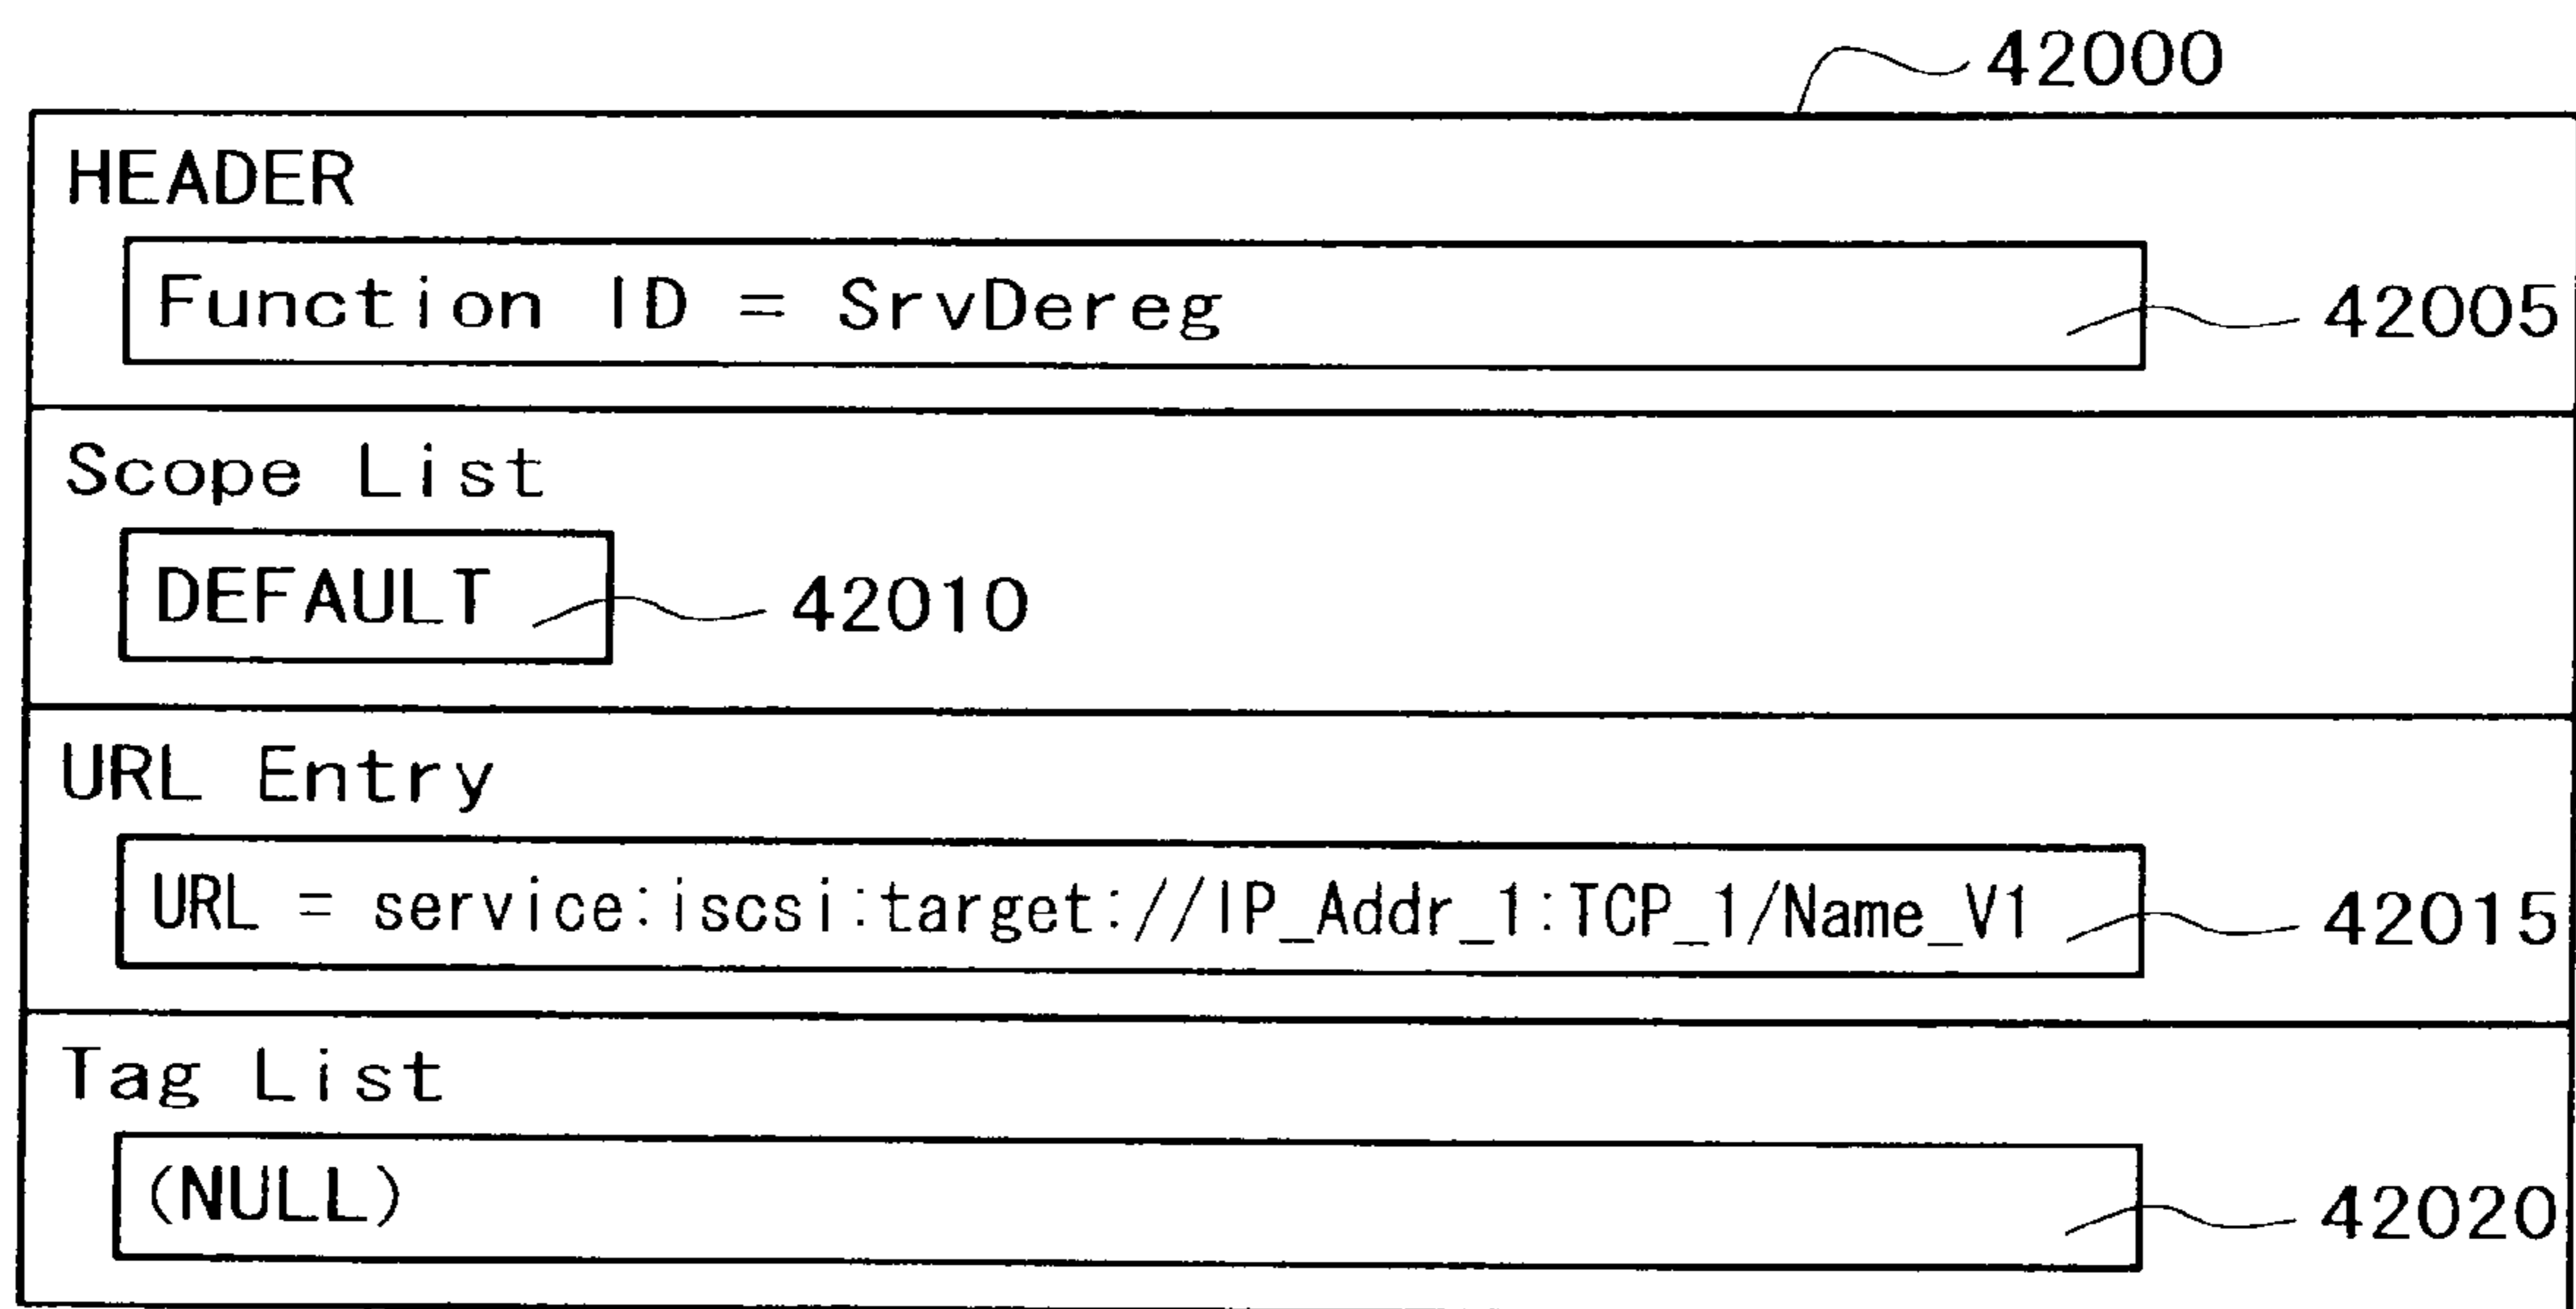 42000
HEADER
Function ID = SrvDereg
42005
Scope List
DEFAULT
42010
URL Entry
URL = service:iscsi:target://IP_Addr_1:TCP_1/Name_V1
42015
Tag List
(NULL)
42020